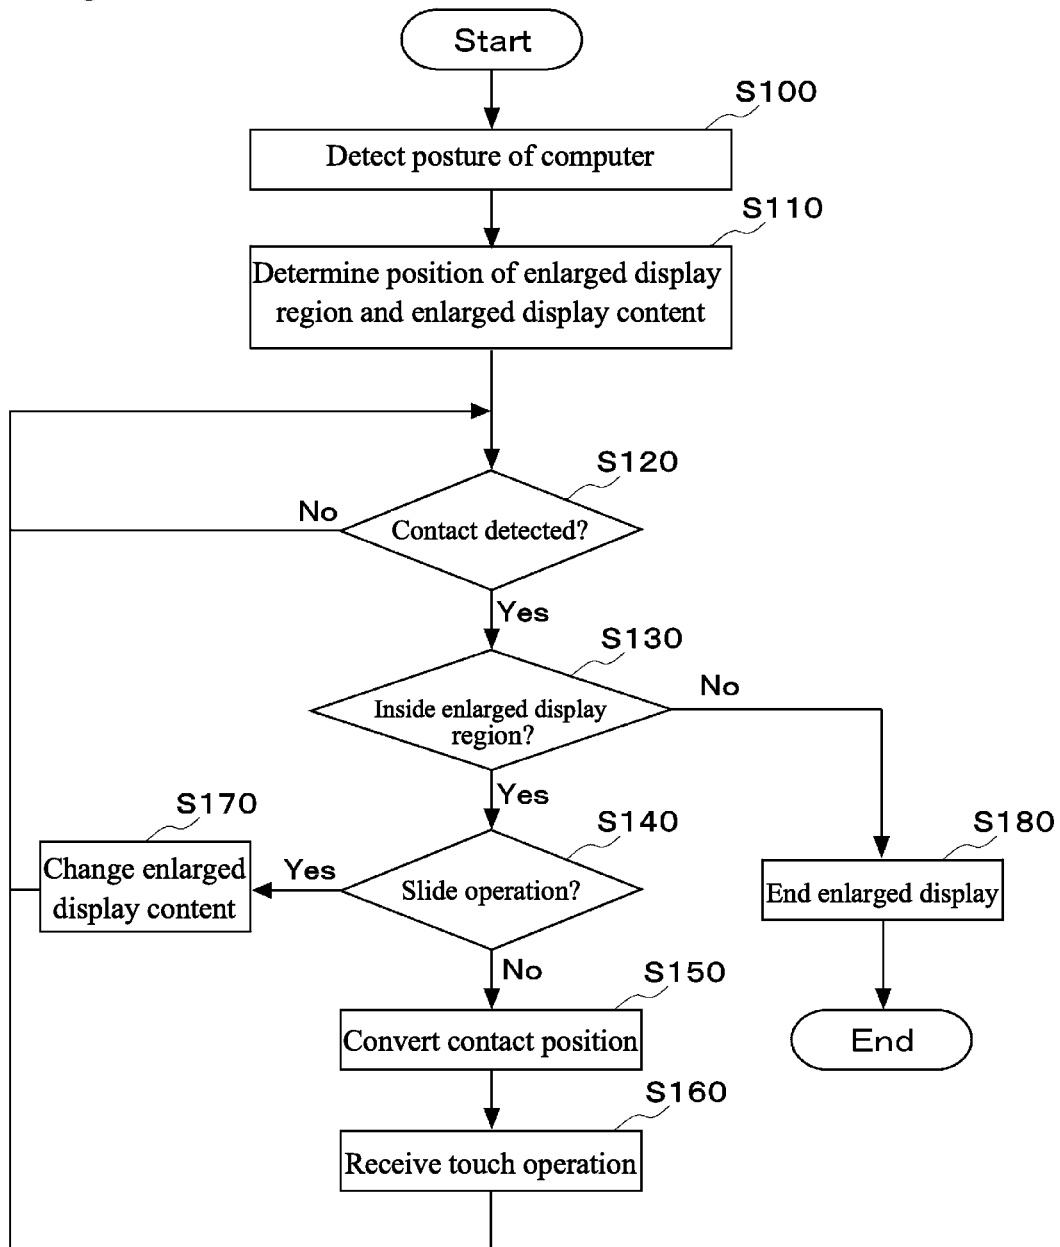 Start
S100
Detect posture of computer
S110
Determine position of enlarged display
region and enlarged display content
S120
No
Contact detected?
Yes
S130
No
Inside enlarged display
region?
Yes
S170
S140
S180
Change enlarged
display content
Yes
Slide operation?
End enlarged display
No
S150
Convert contact position
End
S160
Receive touch operation